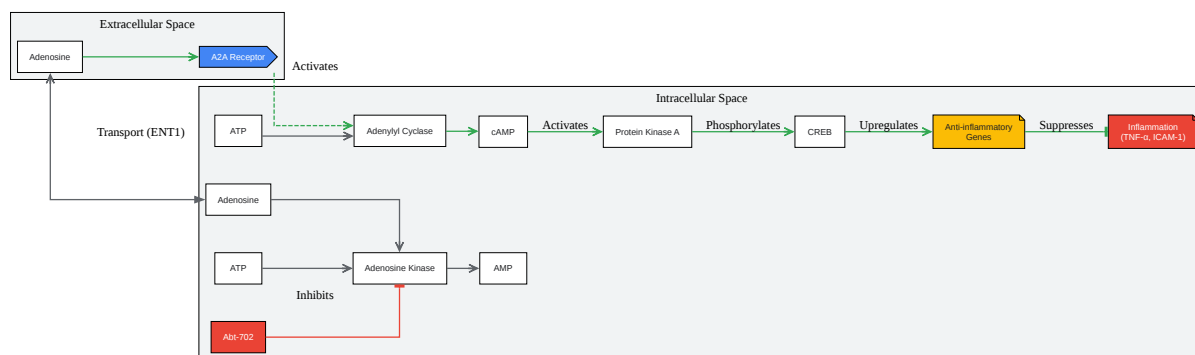 Extracellular Space
Adenosine
A2A Receptor
Activates
Intracellular Space
Transport (ENT1)
ATP
Adenylyl Cyclase
cAMP
Activates
Protein Kinase A
Phosphorylates
CREB
Upregulates
Anti-inflammatory
Genes
Suppresses
Inflammation
(TNF-α, ICAM-1)
Adenosine
ATP
Adenosine Kinase
AMP
Inhibits
Abt-702